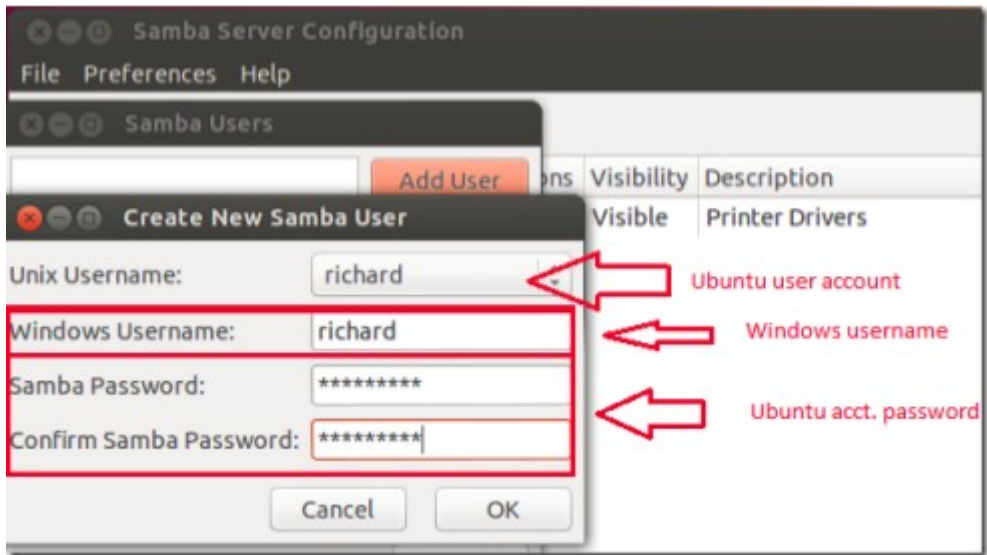 Samba Server Configuration
File Preferences Help
Samba Users
Add User
ons Visibility Description
Create New Samba User
Visible Printer Drivers
Unix Username: richard
Ubuntu user account
Windows Username: richard
Windows username
Samba Password: *********
Ubuntu acct. password
Confirm Samba Password: *********
Cancel OK